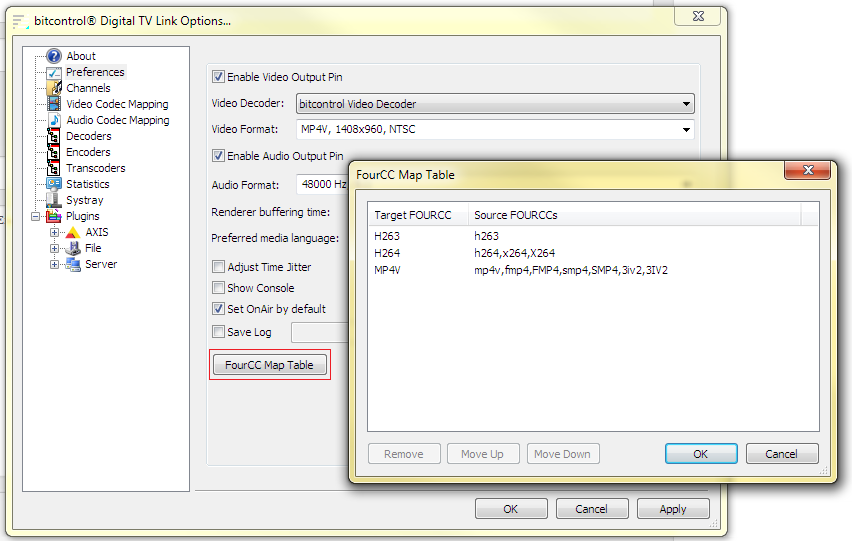 bitcontrol® Digital TV Link Options...
About
Preferences
Channels
Video Codec Mapping
Audio Codec Mapping
Decoders
Encoders
Transcoders
Statistics
Systray
Plugins
AXIS
File
Server
Enable Video Output Pin
Video Decoder: bitcontrol Video Decoder
Video Format: MP4V, 1408x960, NTSC
Enable Audio Output Pin
Audio Format: 48000 Hz
Renderer buffering time:
Preferred media language:
Adjust Time Jitter
Show Console
Set OnAir by default
Save Log
FourCC Map Table
OK Cancel Apply
FourCC Map Table
Target FOURCC Source FOURCCs
H263 h263
H264 h264,x264,X264
MP4V mp4v,fmp4,FMP4,smp4,SMP4,3iv2,3IV2
Remove Move Up Move Down OK Cancel